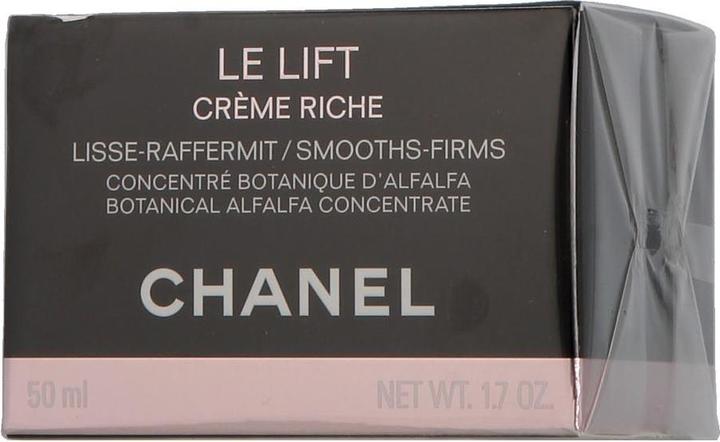 LE LIFT
CRÈME RICHE
LISSE-RAFFERMIT / SMOOTHS-FIRMS
CONCENTRÉ BOTANIQUE D'ALFALFA
BOTANICAL ALFALFA CONCENTRATE
CHANEL
50 ml NET WT. 1.7 OZ.